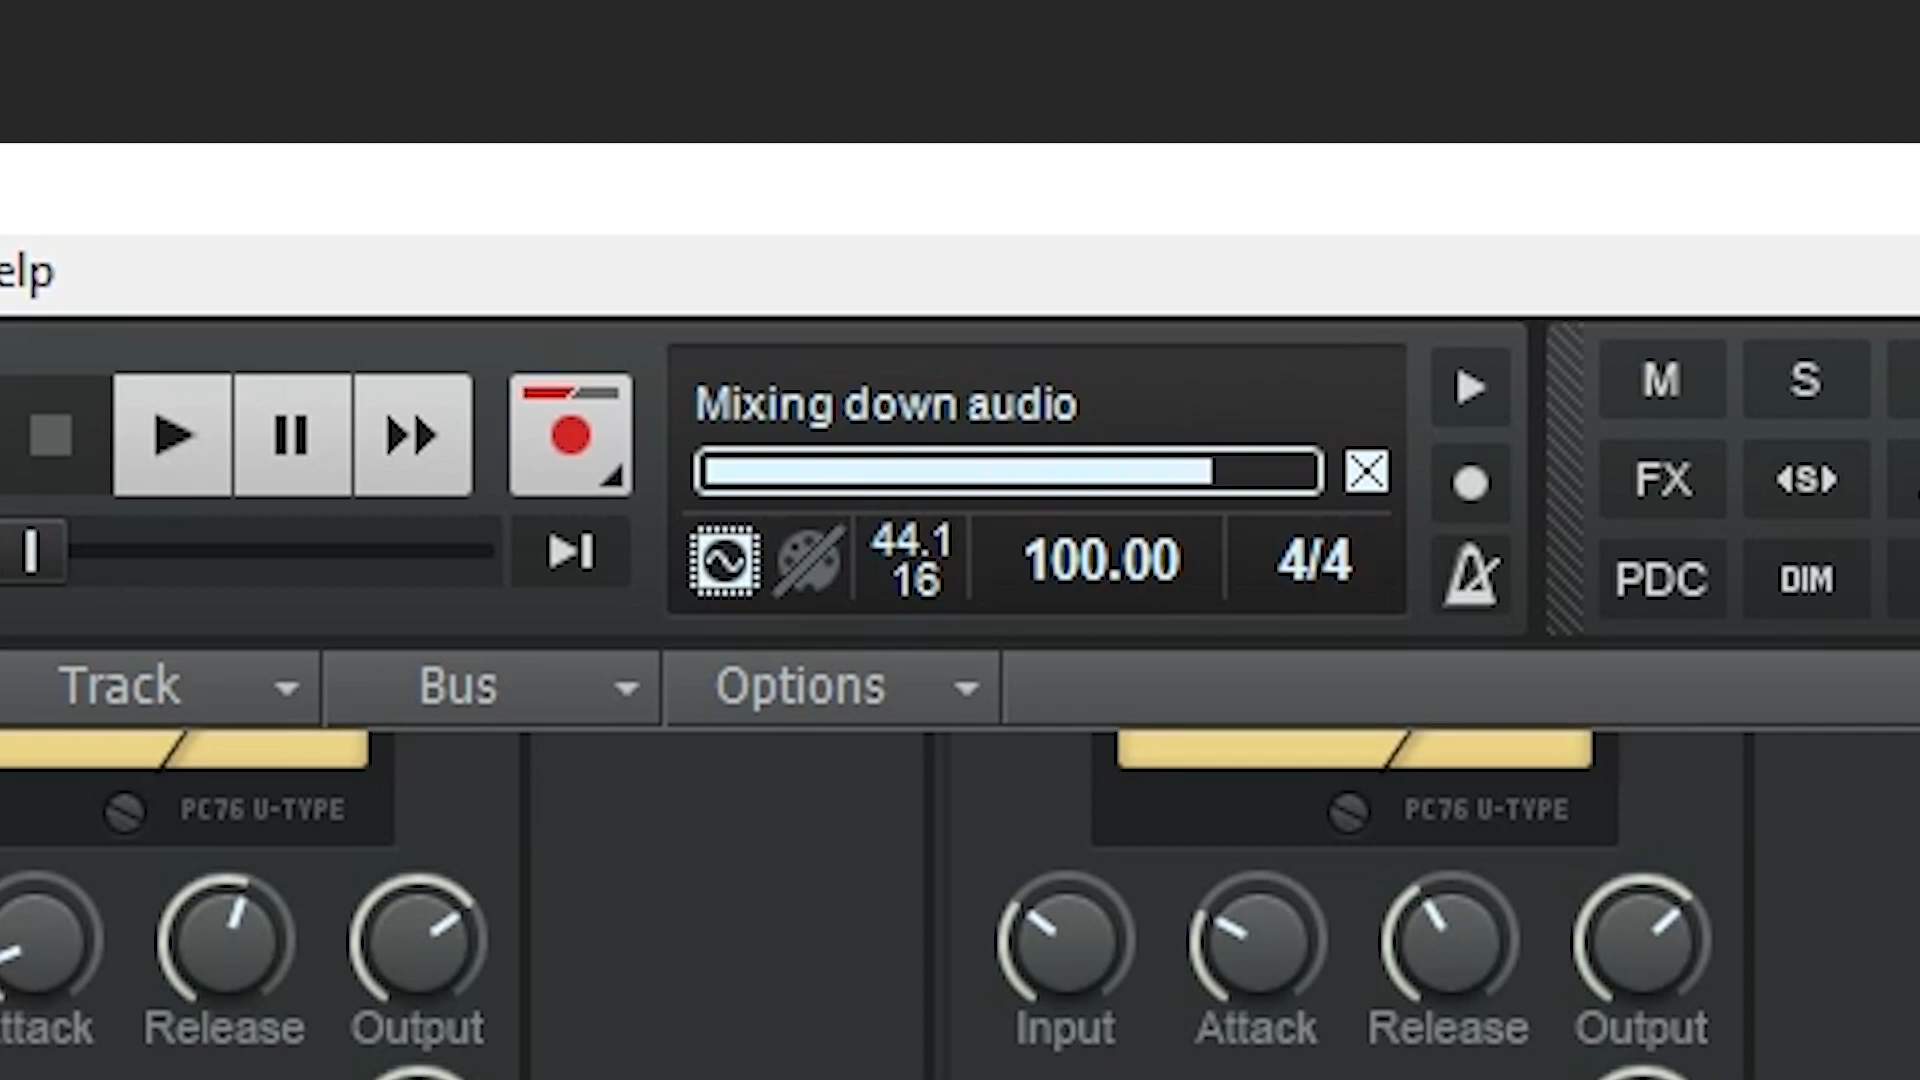 elp
Mixing down audio
44.1
16
100.00
4/4
M
S
FX
S
PDC
DIM
Track
Bus
Options
PC76 U-TYPE
PC76 U-TYPE
ttack
Release
Output
Input
Attack
Release
Output